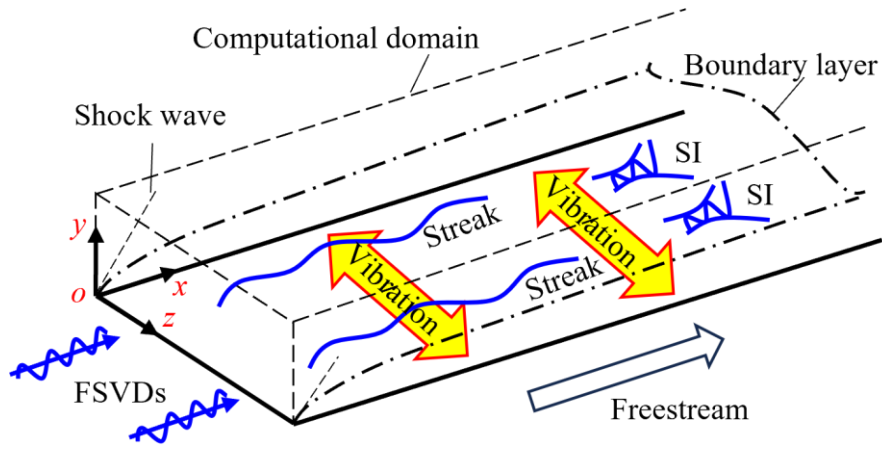 Computational domain
Boundary layer
Shock wave
SI
SI
y
Vibration
Streak
Vibration
x
o
z
Streak
FSVDs
Freestream